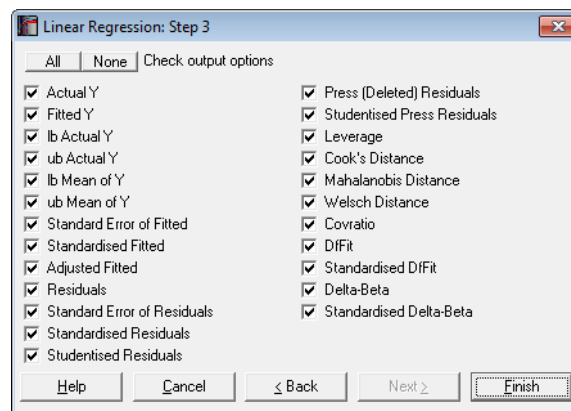 Linear Regression: Step 3
All None Check output options
Actual Y
Fitted Y
lb Actual Y
ub Actual Y
lb Mean of Y
ub Mean of Y
Standard Error of Fitted
Standardised Fitted
Adjusted Fitted
Residuals
Standard Error of Residuals
Standardised Residuals
Studentised Residuals
Press (Deleted) Residuals
Studentised Press Residuals
Leverage
Cook's Distance
Mahalanobis Distance
Welsch Distance
Covratio
DfFit
Standardised DfFit
Delta-Beta
Standardised Delta-Beta
Help Cancel < Back Next > Finish